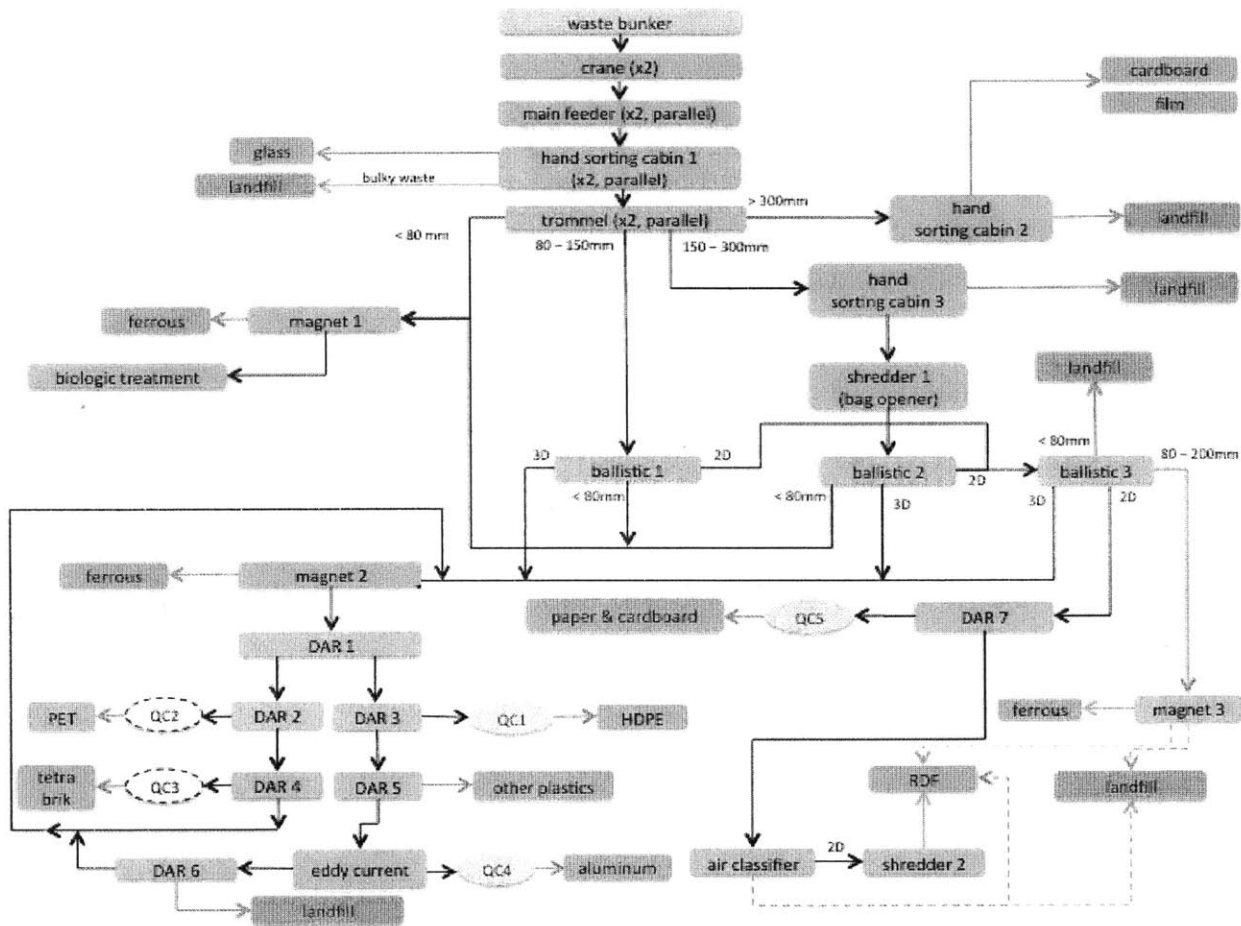 waste bunker
crane (x2)
main feeder (x2, parallel)
cardboard
film
glass
hand sorting cabin 1
(x2, parallel)
landfill
bulky waste
trommel (x2, parallel)
> 300mm
hand
sorting cabin 2
landfill
< 80 mm
80 – 150mm
150 – 300mm
hand
sorting cabin 3
landfill
ferrous
magnet 1
biologic treatment
shredder 1
(bag opener)
landfill
3D
ballistic 1
2D
< 80mm
ballistic 2
< 80mm
2D
3D
< 80mm
ballistic 3
80 – 200mm
3D
2D
ferrous
magnet 2
paper & cardboard
QC5
DAR 7
DAR 1
PET
QC2
DAR 2
DAR 3
QC1
HDPE
ferrous
magnet 3
tetra
brik
QC3
DAR 4
DAR 5
other plastics
RDF
landfill
DAR 6
eddy current
QC4
aluminum
air classifier
2D
shredder 2
landfill